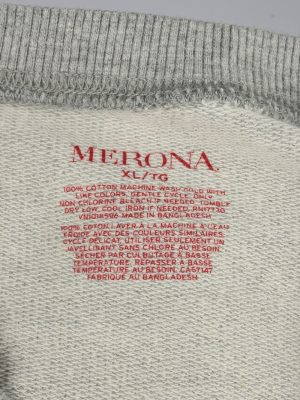 MERONA
XL/TG
100% COTTON MACHINE WASH COLD WITH
LIKE COLORS, GENTLE CYCLE. ONLY
NON CHLORINE BLEACH IF NEEDED. TUMBLE
DRY LOW, COOL IRON IF NEEDED. RN17730
MADE IN BANGLADESH
100% COTON LAVER A LA MACHINE A L'EAU
FROIDE AVEC DES COULEURS SIMILAIRES,
CYCLE DELICAT. UTILISER SEULEMENT UN
JAVELLISANT SANS CHLORE AU BESOIN.
SECHER PAR CULBUTAGE A BASSE
TEMPERATURE. REPASSER A BASSE
TEMPERATURE AU BESOIN. CA57147
FABRIQUE AU BANGLADESH